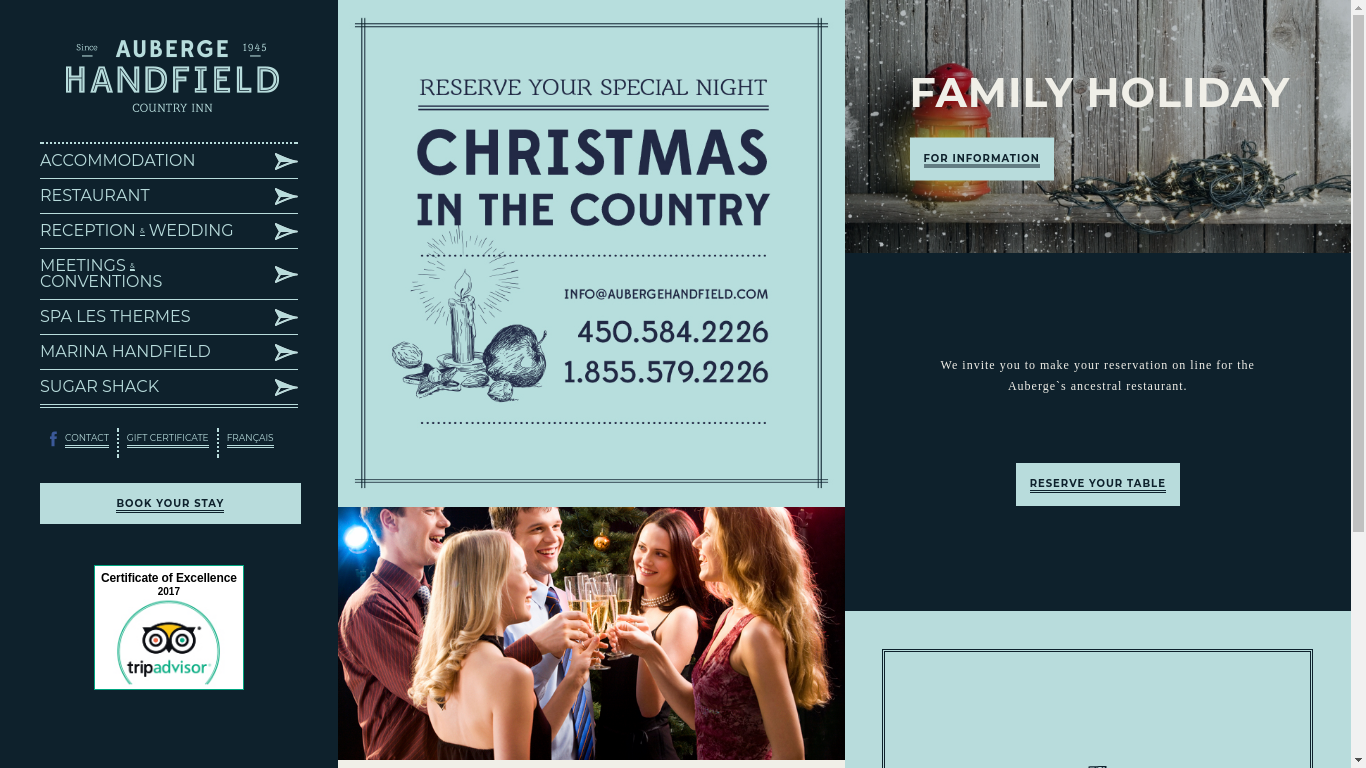 Since AUBERGE 1945
HANDFIELD
COUNTRY INN
ACCOMMODATION
RESTAURANT
RECEPTION & WEDDING
MEETINGS &
CONVENTIONS
SPA LES THERMES
MARINA HANDFIELD
SUGAR SHACK
CONTACT
GIFT CERTIFICATE
FRANÇAIS
BOOK YOUR STAY
Certificate of Excellence
2017
tripadvisor®
RESERVE YOUR SPECIAL NIGHT
CHRISTMAS
IN THE COUNTRY
INFO@AUBERGEHANDFIELD.COM
450.584.2226
1.855.579.2226
FAMILY HOLIDAY
FOR INFORMATION
We invite you to make your reservation on line for the
Auberge`s ancestral restaurant.
RESERVE YOUR TABLE